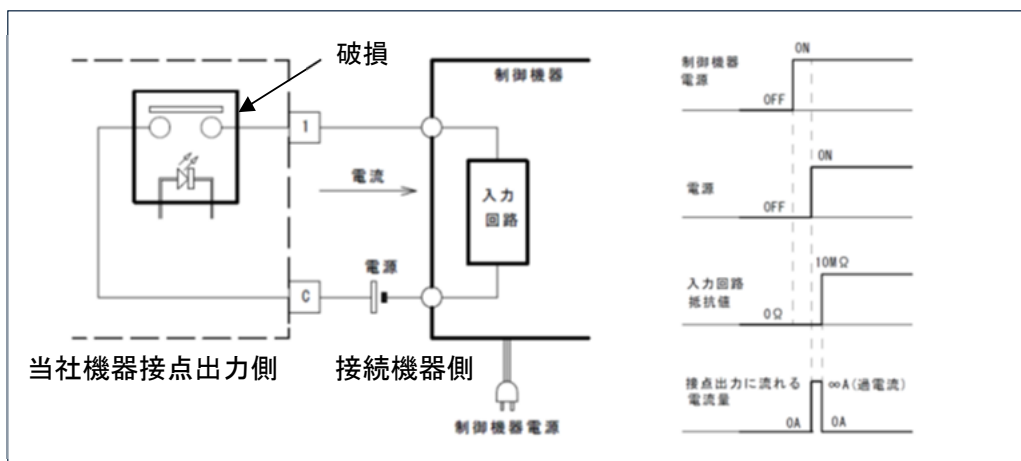 破損
制御機器
1
電流
入力
回路
電源
C
当社機器接点出力側
接続機器側
制御機器電源
制御機器
電源
ON
OFF
電源
ON
OFF
入力回路
抵抗値
10MΩ
0Ω
接点出力に流れる
電流量
∞A(過電流)
0A
0A